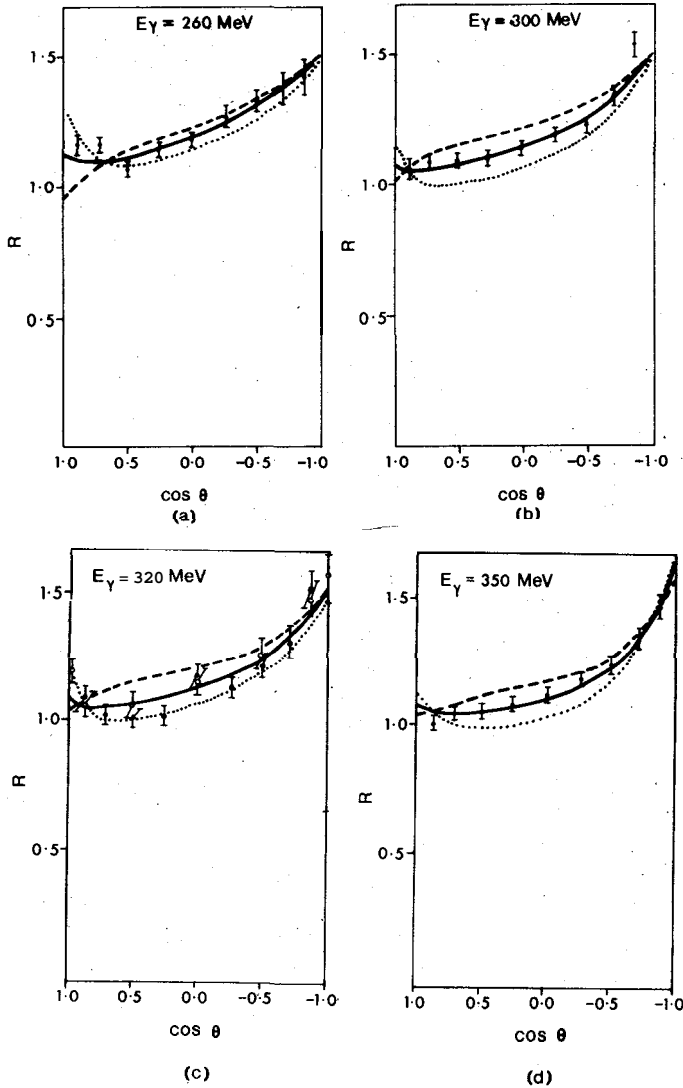 Eγ = 260 MeV
1·5
1·0
R
0·5
1·0 0·5 0·0 -0·5 -1·0
cos θ
(a)
Eγ = 300 MeV
1·5
1·0
R
0·5
1·0 0·5 0·0 -0·5 -1·0
cos θ
(b)
Eγ = 320 MeV
1·5
1·0
R
0·5
1·0 0·5 0·0 -0·5 -1·0
cos θ
(c)
Eγ = 350 MeV
1·5
1·0
R
0·5
1·0 0·5 0·0 -0·5 -1·0
cos θ
(d)